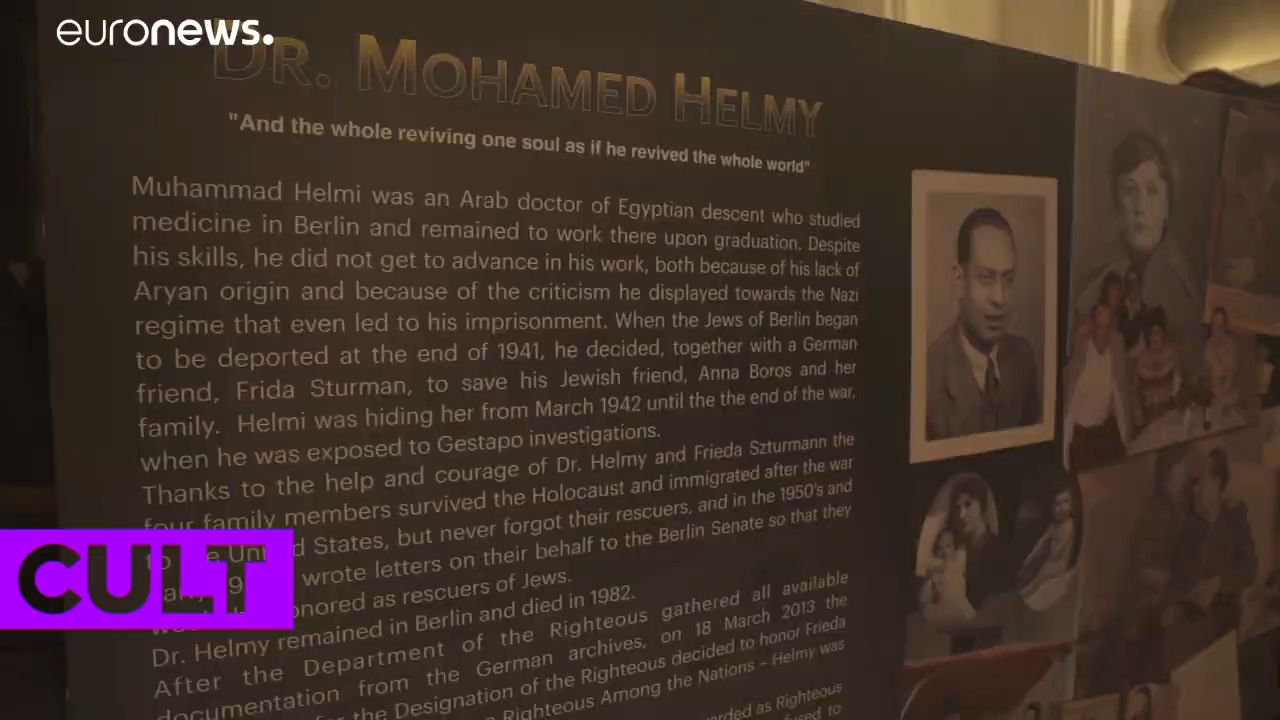 euronews.
DR. MOHAMED HELMY
"And the whole reviving one soul as if he revived the whole world"
Muhammad Helmi was an Arab doctor of Egyptian descent who studied
medicine in Berlin and remained to work there upon graduation. Despite
his skills, he did not get to advance in his work, both because of his lack of
Aryan origin and because of the criticism he displayed towards the Nazi
regime that even led to his imprisonment. When the Jews of Berlin began
to be deported at the end of 1941, he decided, together with a German
friend, Frida Sturman, to save his Jewish friend, Anna Boros and her
family. Helmi was hiding her from March 1942 until the the end of the war,
when he was exposed to Gestapo investigations.
Thanks to the help and courage of Dr. Helmy and Frieda Szturmann the
four family members survived the Holocaust and immigrated after the war
to States, but never forgot their rescuers, and in the 1950's and
wrote letters on their behalf to the Berlin Senate so that they
as rescuers of Jews.
Dr. Helmy remained in Berlin and died in 1982.
After the Department of the Righteous gathered all available
documentation from the German archives, on 18 March 2013 the
the Designation of the Righteous decided to honor Frieda
Righteous Among the Nations – Helmy was
as Righteous
to
CULT